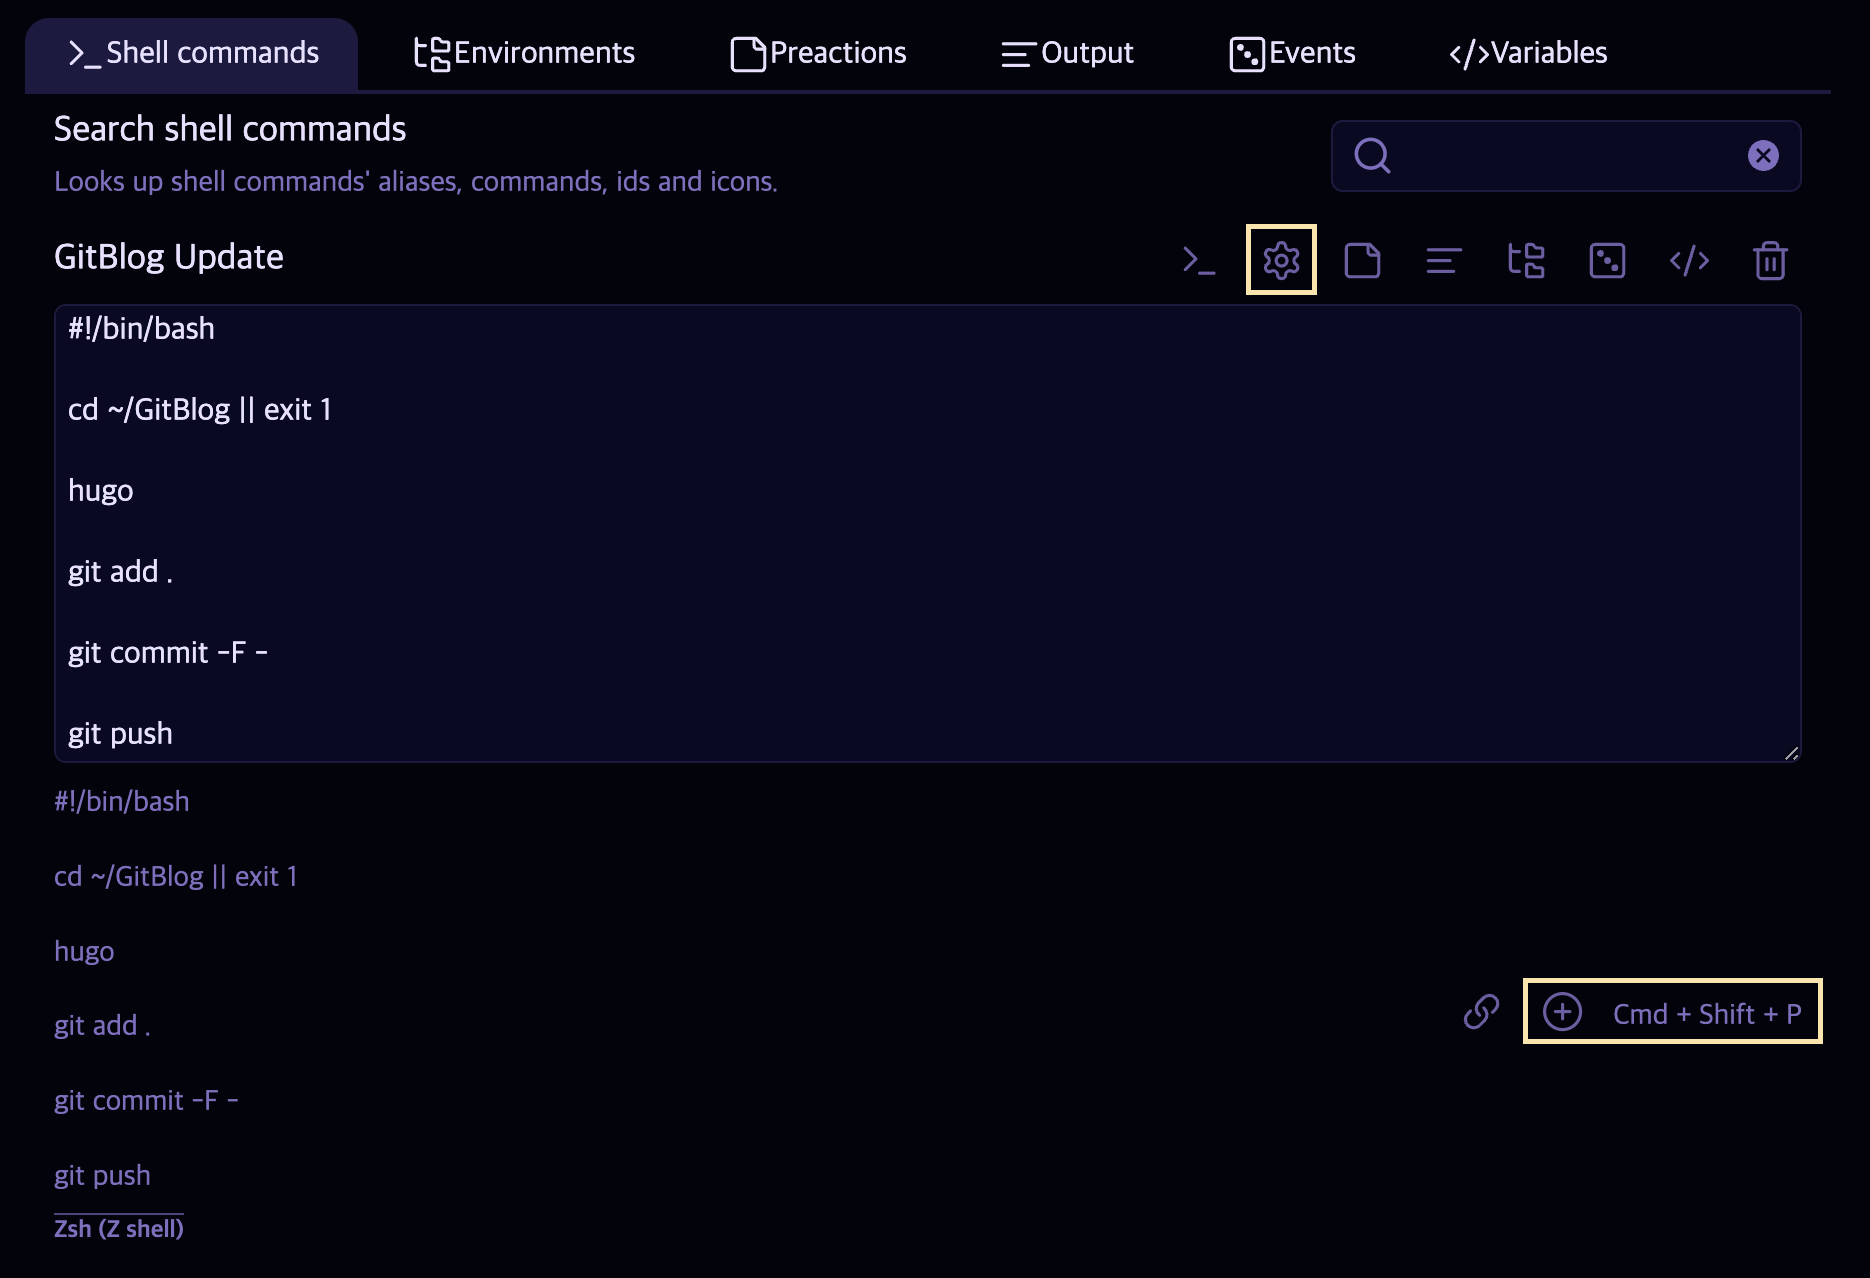 Shell commands Environments Preactions Output Events Variables
Search shell commands
Looks up shell commands' aliases, commands, ids and icons.
GitBlog Update
#!/bin/bash
cd ~/GitBlog || exit 1
hugo
git add .
git commit -F -
git push
#!/bin/bash
cd ~/GitBlog || exit 1
hugo
git add .
Cmd + Shift + P
git commit -F -
git push
Zsh (Z shell)